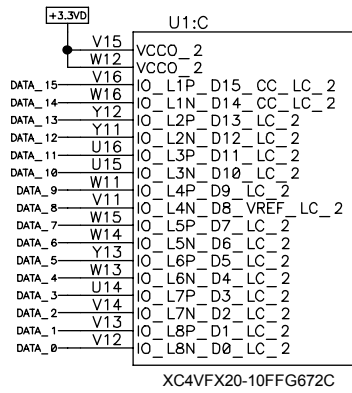 +3.3VD
U1:C
V15 VCCO_2
W12 VCCO_2
DATA_15 V16 IO_L1P_D15_CC_LC_2
DATA_14 W16 IO_L1N_D14_CC_LC_2
DATA_13 Y12 IO_L2P_D13_LC_2
DATA_12 Y11 IO_L2N_D12_LC_2
DATA_11 U16 IO_L3P_D11_LC_2
DATA_10 U15 IO_L3N_D10_LC_2
DATA_9 W11 IO_L4P_D9_LC_2
DATA_8 V11 IO_L4N_D8_VREF_LC_2
DATA_7 W15 IO_L5P_D7_LC_2
DATA_6 W14 IO_L5N_D6_LC_2
DATA_5 Y13 IO_L6P_D5_LC_2
DATA_4 W13 IO_L6N_D4_LC_2
DATA_3 U14 IO_L7P_D3_LC_2
DATA_2 V14 IO_L7N_D2_LC_2
DATA_1 V13 IO_L8P_D1_LC_2
DATA_0 V12 IO_L8N_D0_LC_2
XC4VFX20-10FFG672C